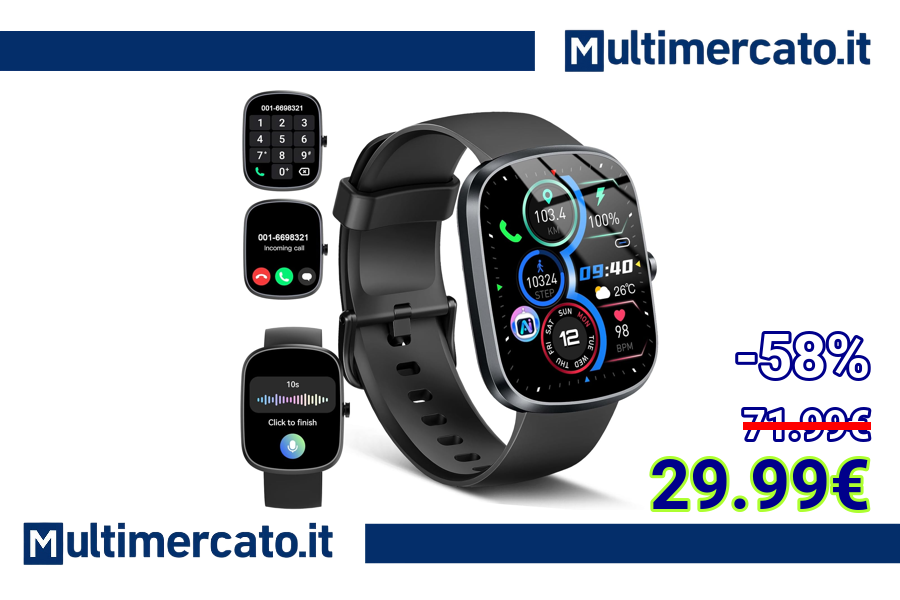 Multimercato.it
001-6698321
1 2 3
4 5 6
7* 8 9#
0+
001-6698321
Incoming call
10s
Click to finish
103.4
KM
100%
10324
STEP
09:40
26°C
Ai
SUN MON TUE WED THU FRI SAT
12
98
BPM
-58%
71.99€
29.99€
Multimercato.it